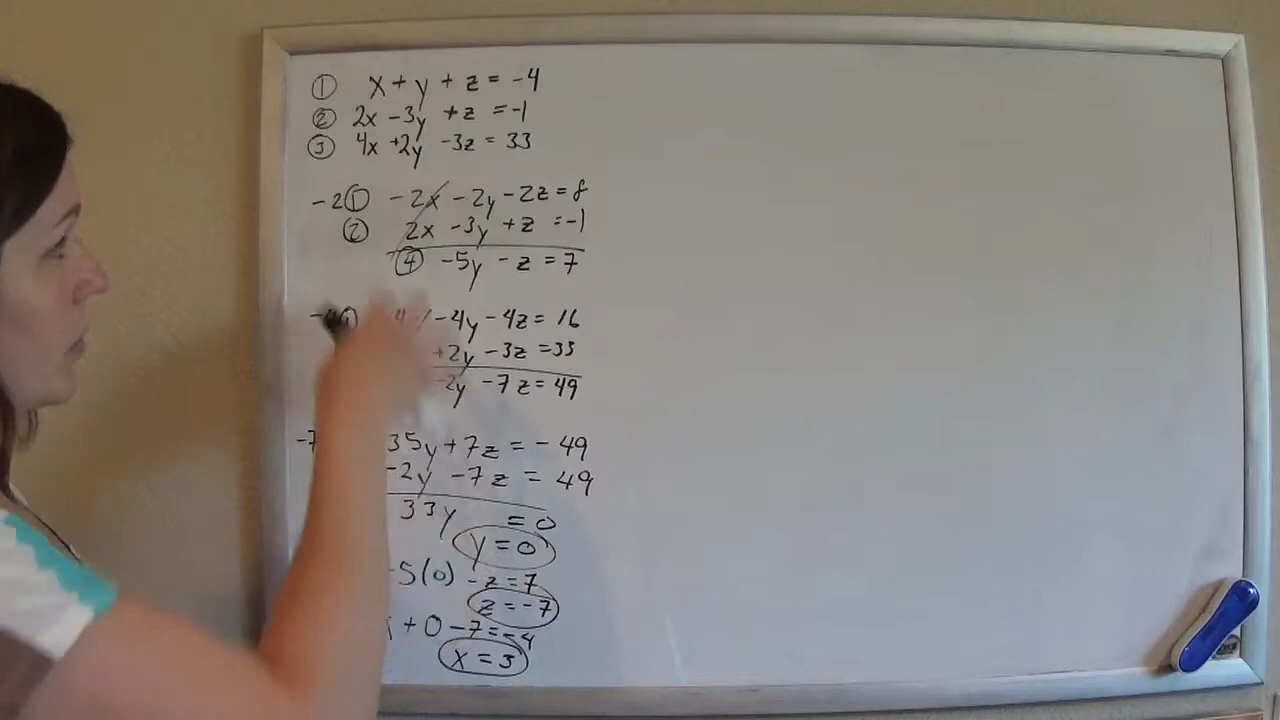 ① x + y + z = -4
② 2x - 3y + z = -1
③ 4x + 2y - 3z = 33
-2① -2x - 2y - 2z = 8
② 2x - 3y + z = -1
④ -5y - z = 7
-4y - 4z = 16
+2y - 3z = 33
-2y - 7z = 49
-7 35y + 7z = -49
-2y - 7z = 49
33y = 0
y = 0
-5(0) - z = 7
z = -7
+ 0 - 7 = -4
x = 3